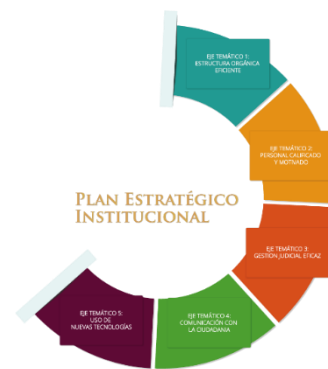 EJE TEMÁTICO 1:
ESTRUCTURA ORGÁNICA
EFICIENTE
EJE TEMÁTICO 2:
PERSONAL CALIFICADO
Y MOTIVADO
PLAN ESTRATÉGICO
INSTITUCIONAL
EJE TEMÁTICO 3:
GESTIÓN JUDICIAL EFICAZ
EJE TEMÁTICO 4:
COMUNICACIÓN CON
LA CIUDADANIA
EJE TEMÁTICO 5:
USO DE
NUEVAS TECNOLOGÍAS